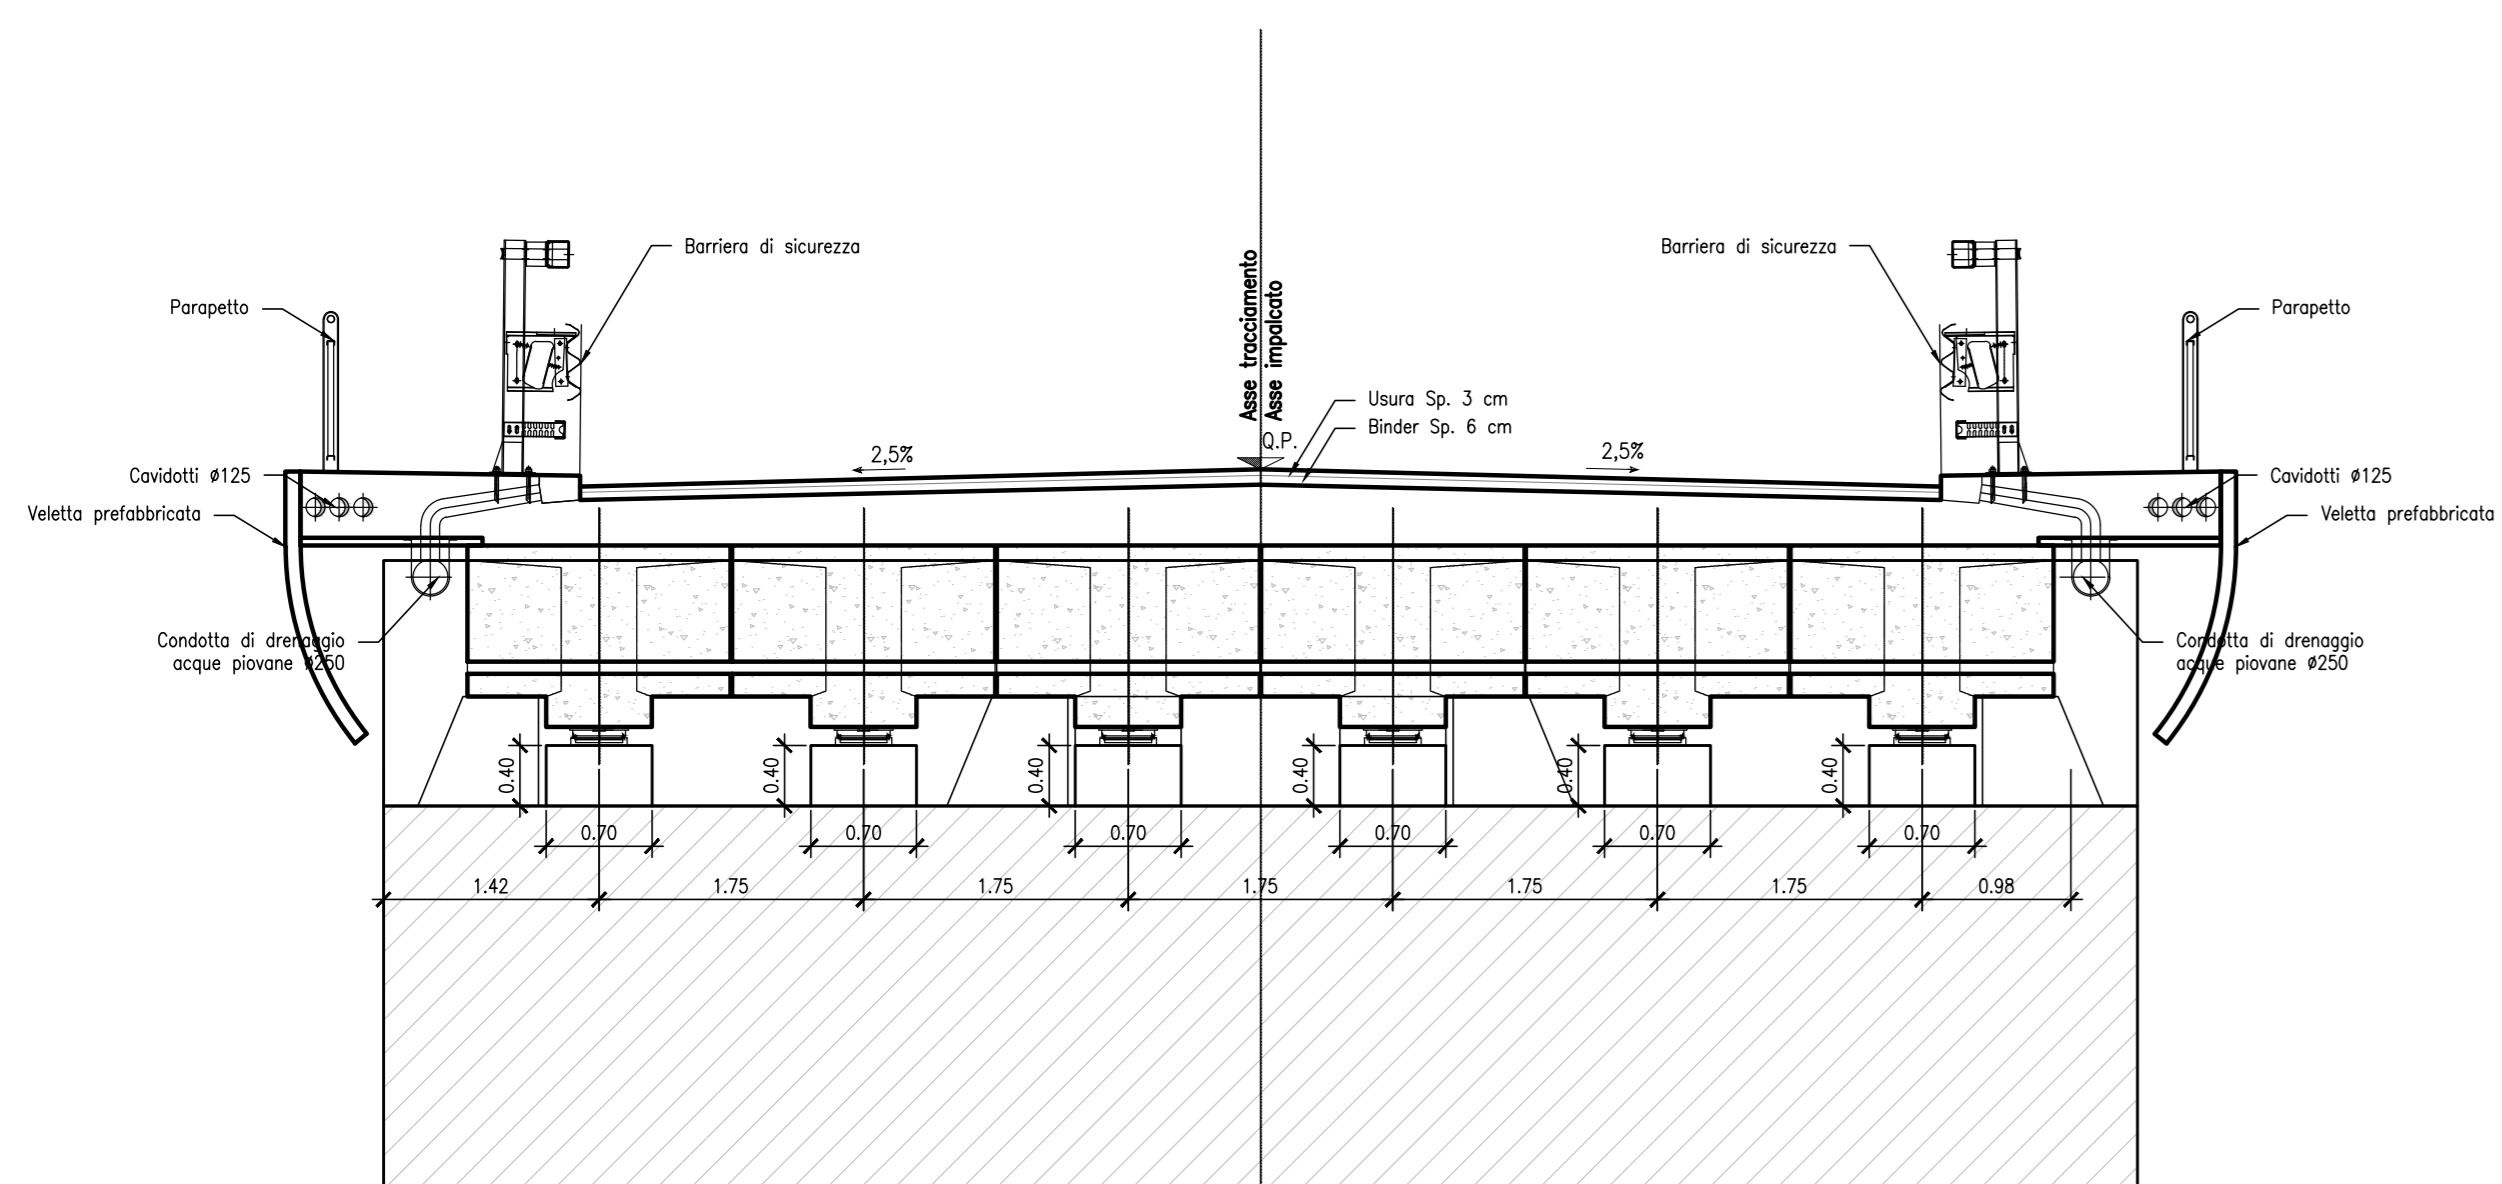 Barriera di sicurezza
Barriera di sicurezza
Parapetto
Parapetto
Asse tracciamento
Asse impalcato
Usura Sp. 3 cm
Binder Sp. 6 cm
Q.P.
2,5%
2,5%
Cavidotti ø125
Cavidotti ø125
Veletta prefabbricata
Veletta prefabbricata
Condotta di drenaggio
acque piovane ø250
Condotta di drenaggio
acque piovane ø250
0.40
0.40
0.40
0.40
0.40
0.40
0.70
0.70
0.70
0.70
0.70
0.70
1.42
1.75
1.75
1.75
1.75
1.75
0.98